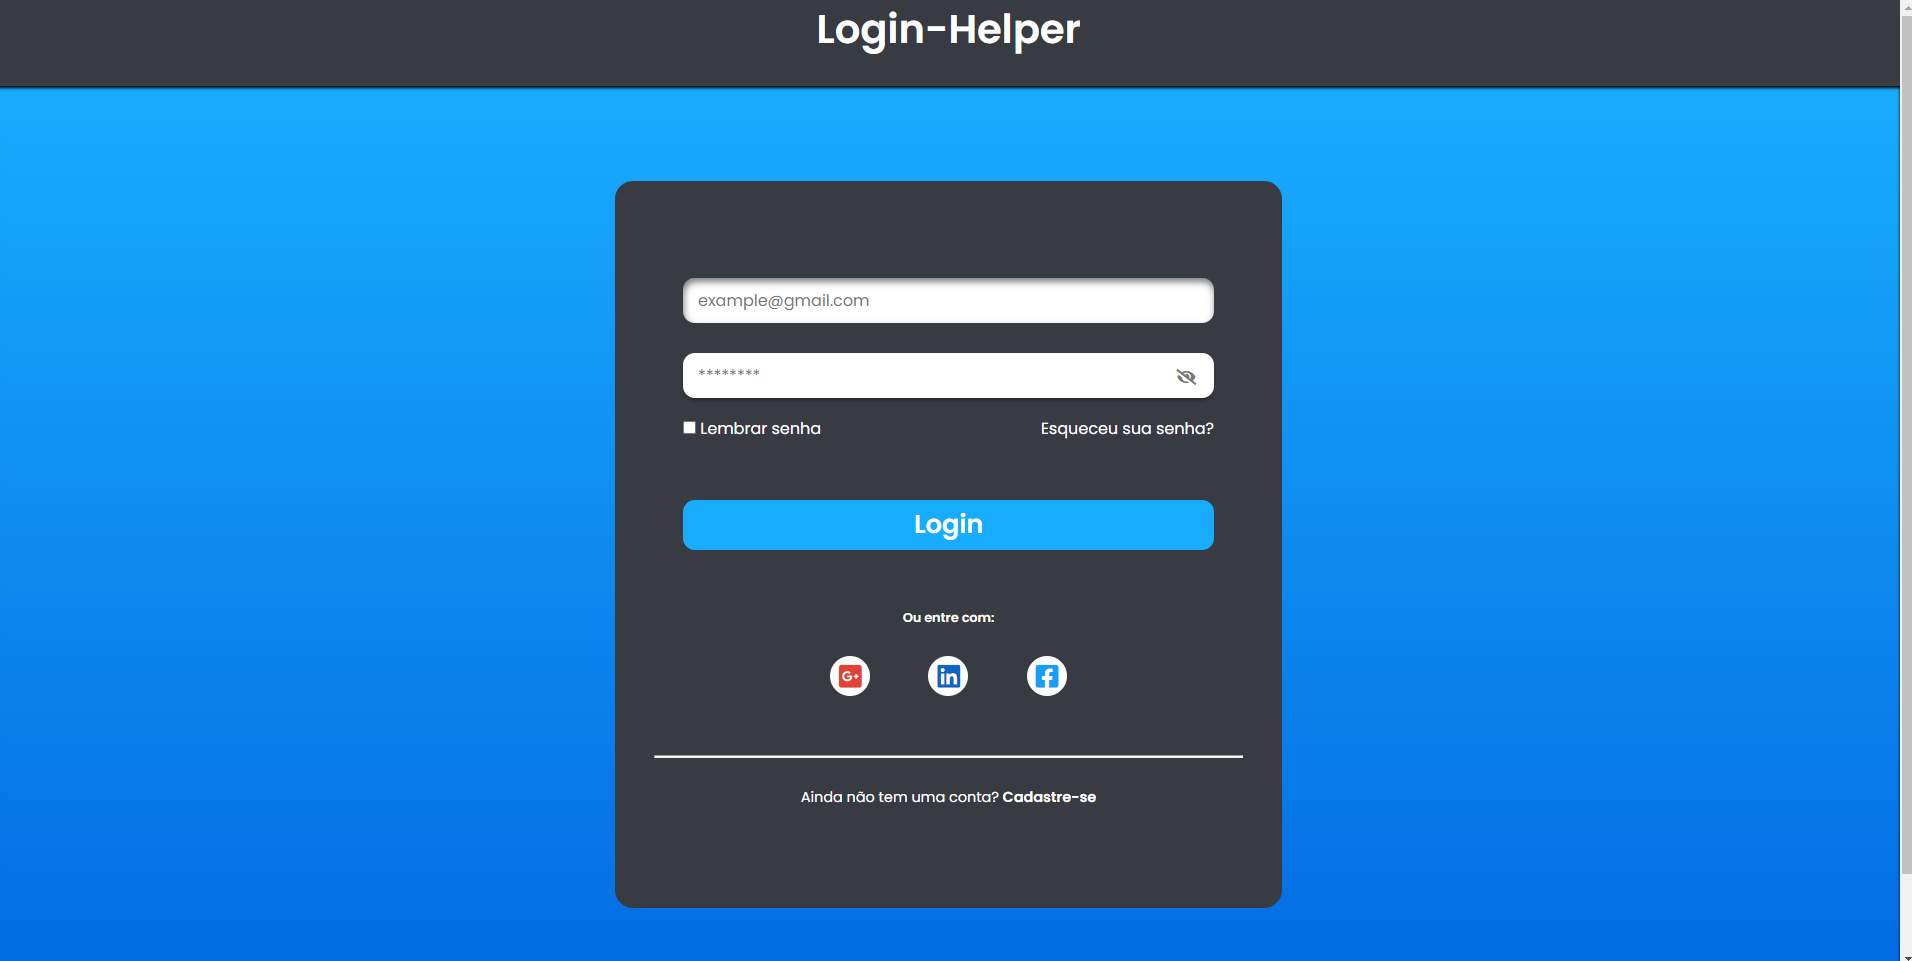 Login-Helper
example@gmail.com
********
Lembrar senha
Esqueceu sua senha?
Login
Ou entre com:
G+
in
f
Ainda não tem uma conta? Cadastre-se